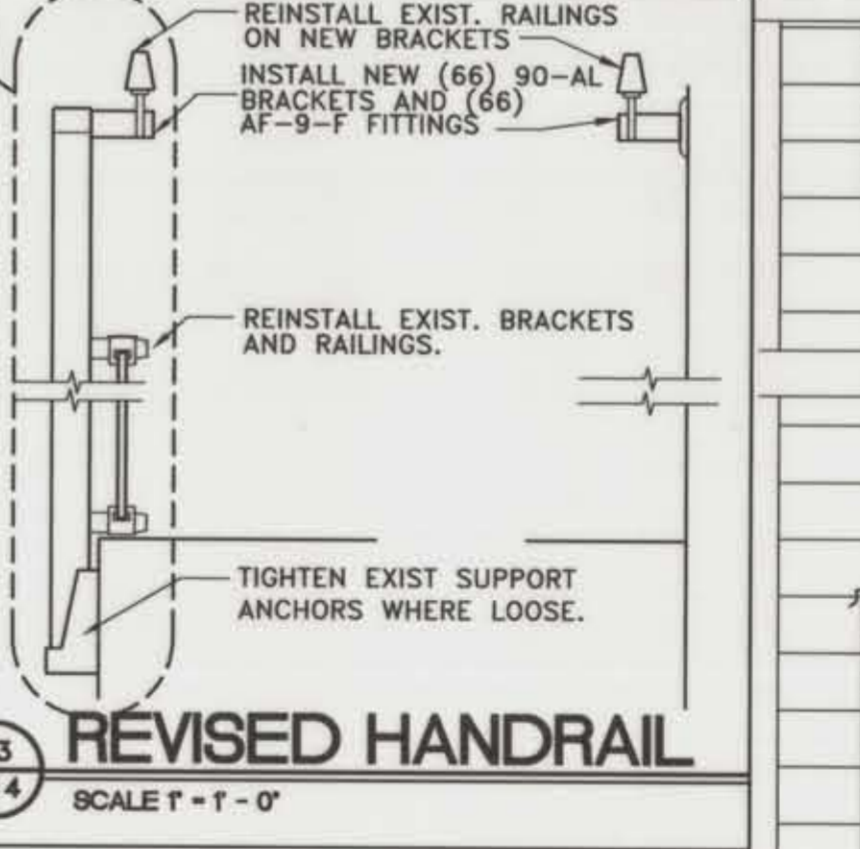 REINSTALL EXIST. RAILINGS
ON NEW BRACKETS
INSTALL NEW (66) 90-AL
BRACKETS AND (66)
AF-9-F FITTINGS
REINSTALL EXIST. BRACKETS
AND RAILINGS.
TIGHTEN EXIST SUPPORT
ANCHORS WHERE LOOSE.
3
4
REVISED HANDRAIL
SCALE 1" = 1' - 0"